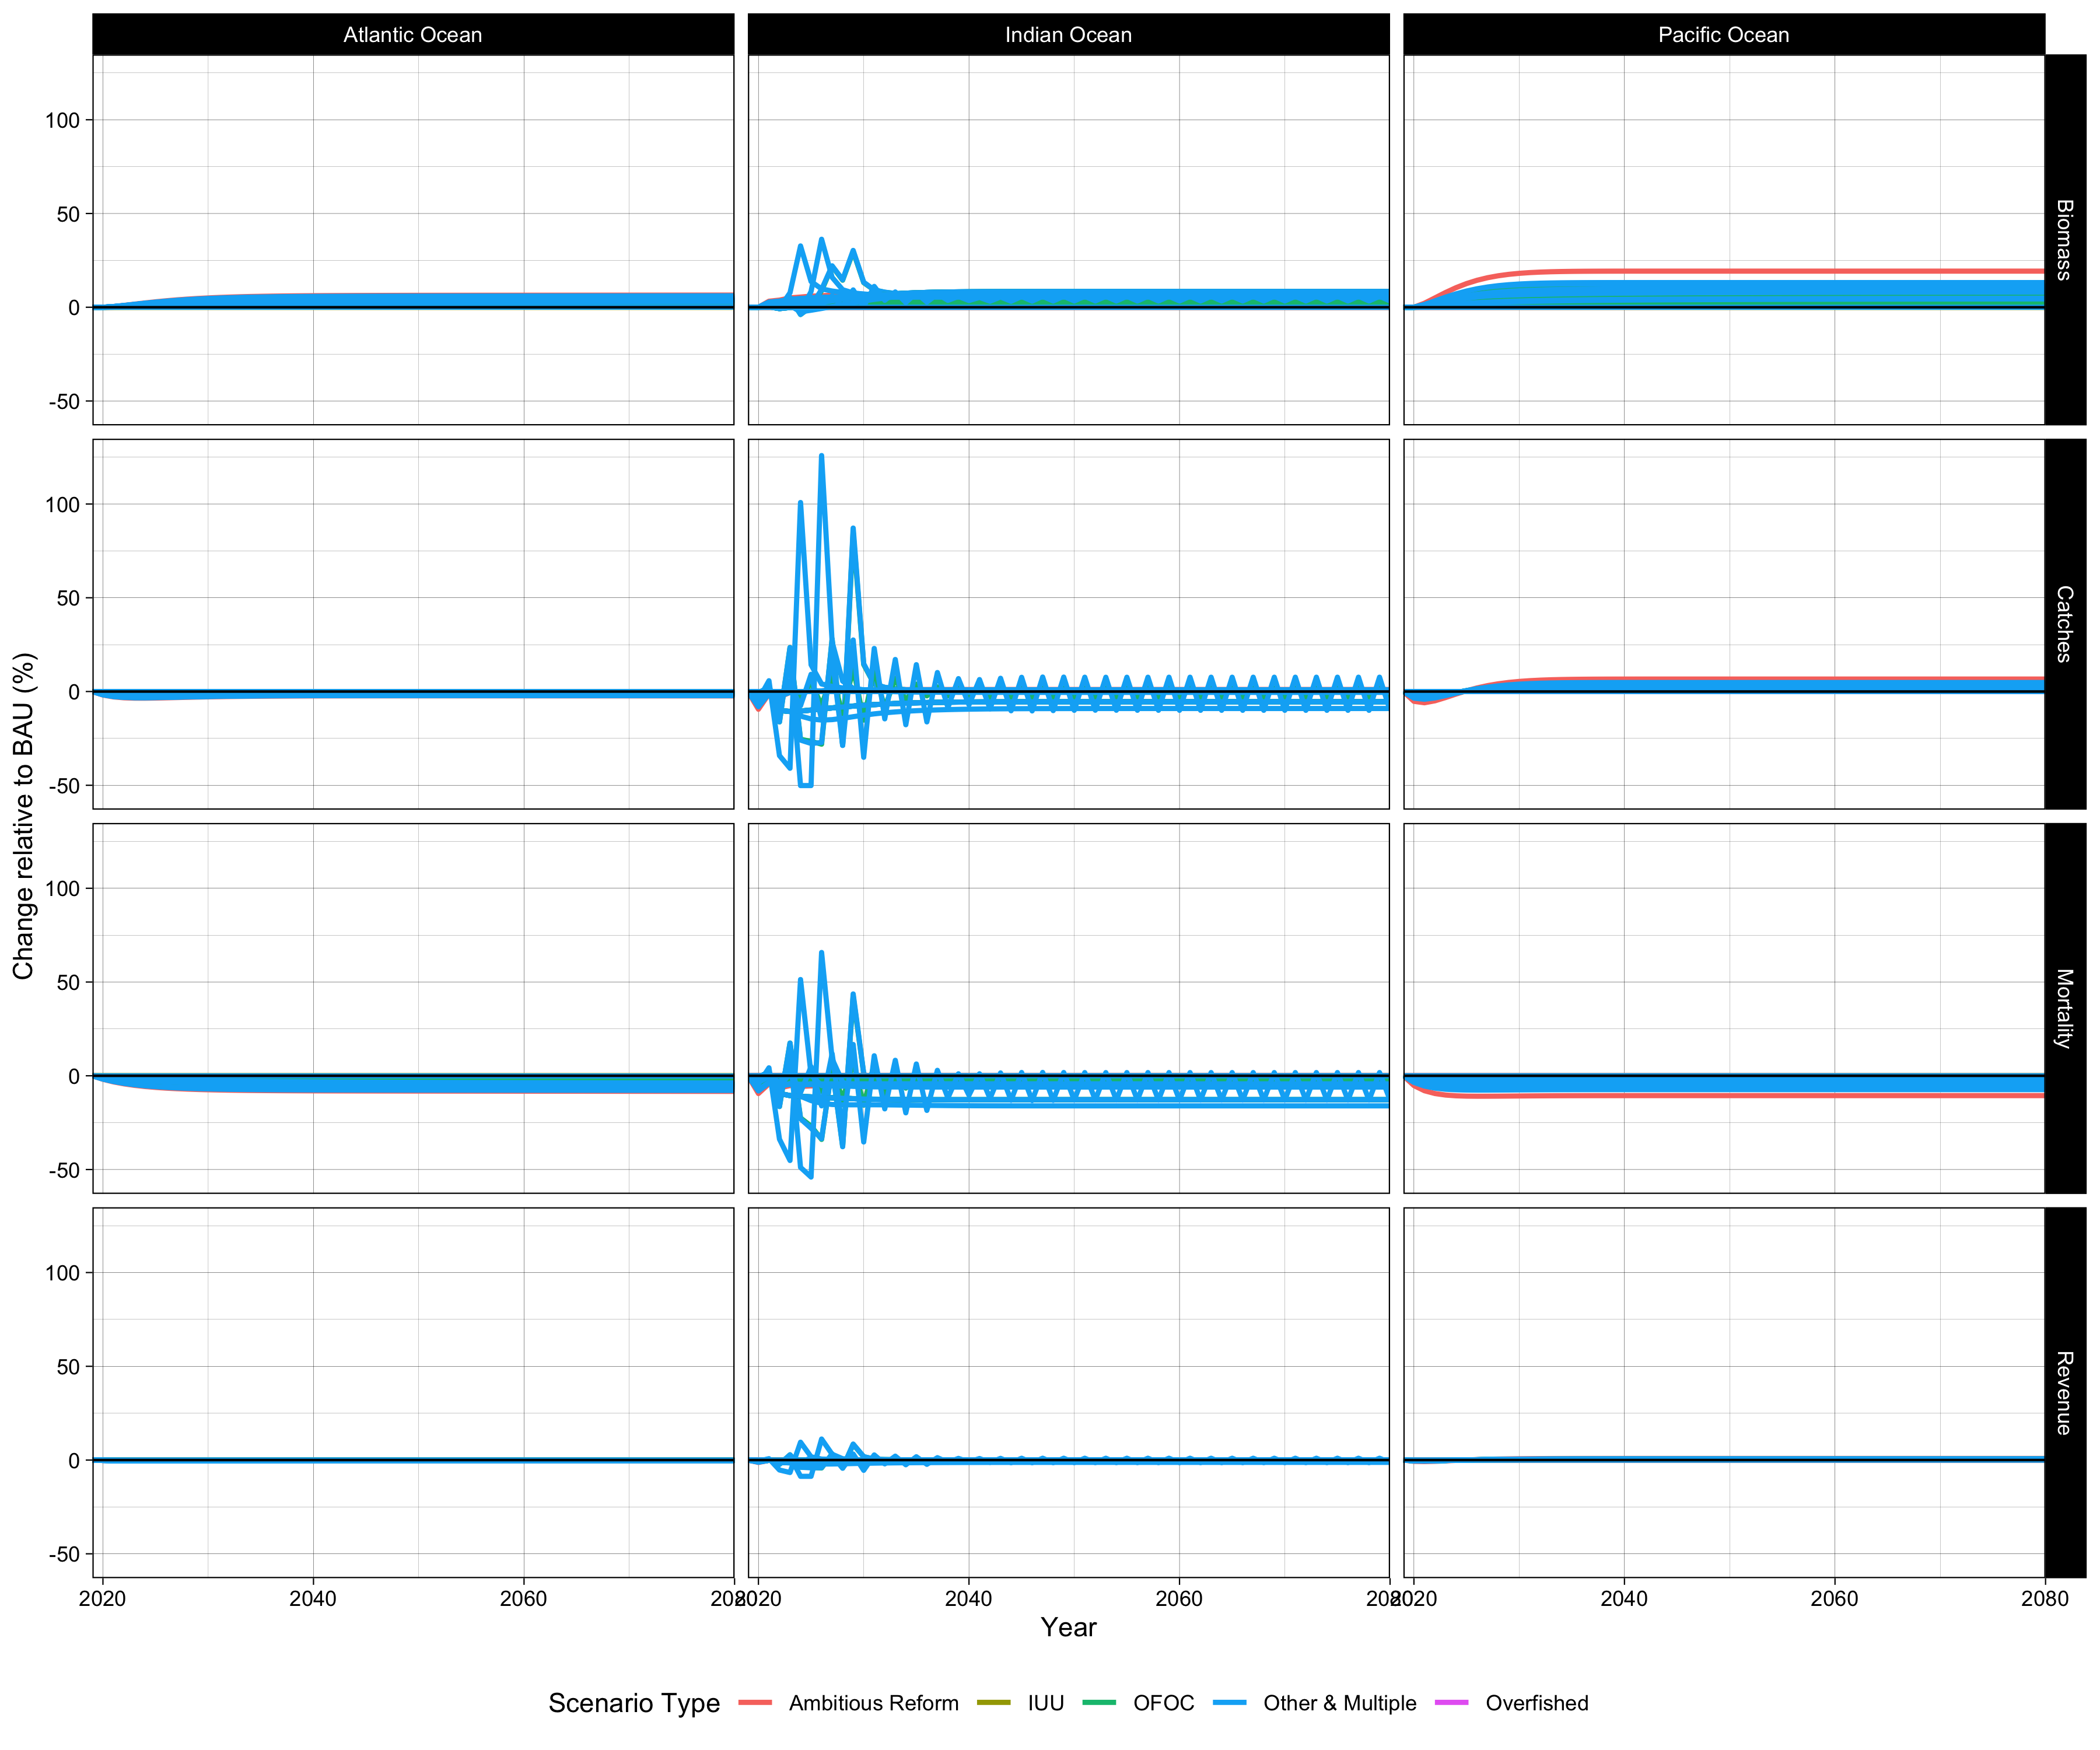 Atlantic Ocean
Indian Ocean
Pacific Ocean
100
50
0
-50
Biomass
100
50
0
-50
Catches
Change relative to BAU (%)
100
50
0
-50
Mortality
100
50
0
-50
Revenue
2020 2040 2060 2080
2020 2040 2060 2080
2020 2040 2060 2080
Year
Scenario Type Ambitious Reform IUU OFOC Other & Multiple Overfished